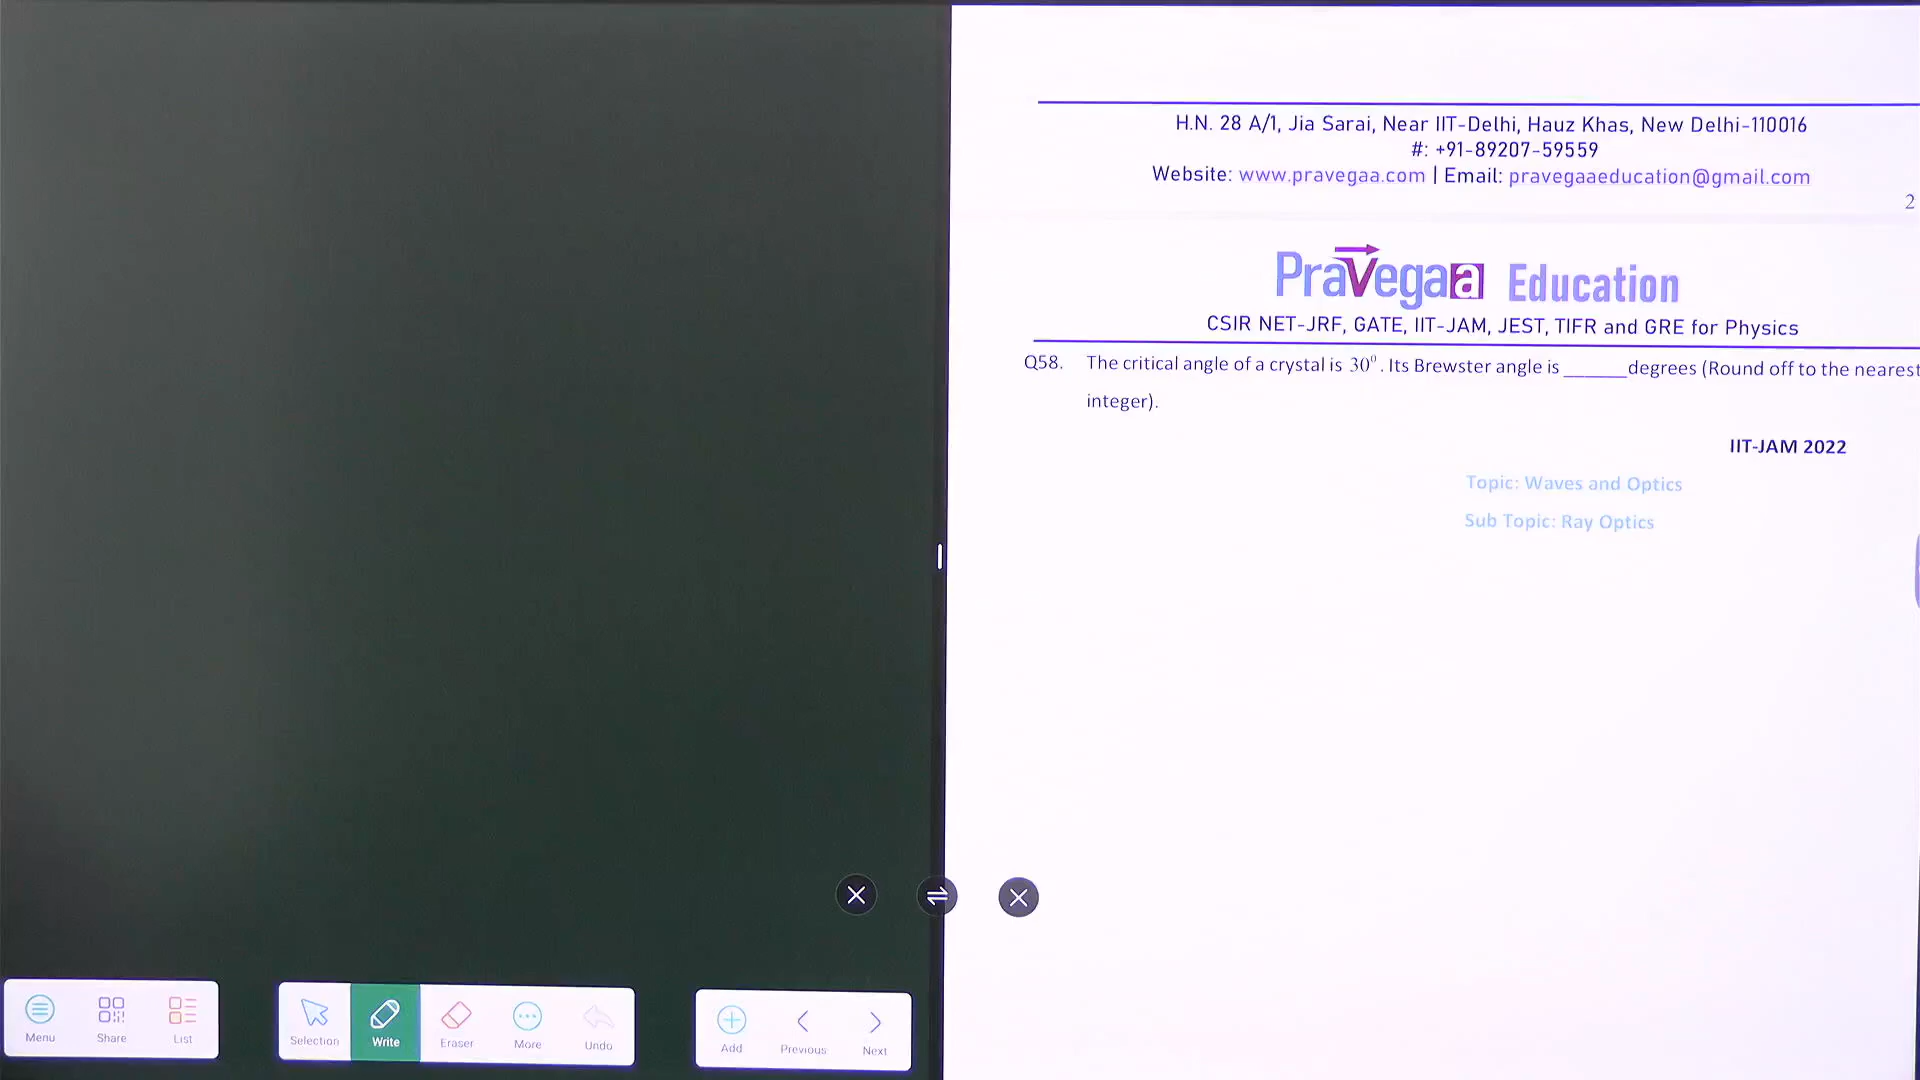 H.N. 28 A/1, Jia Sarai, Near IIT-Delhi, Hauz Khas, New Delhi-110016
#: +91-89207-59559
Website: www.pravegaa.com | Email: pravegaaeducation@gmail.com
2
Pravegaa Education
CSIR NET-JRF, GATE, IIT-JAM, JEST, TIFR and GRE for Physics
Q58. The critical angle of a crystal is 30⁰. Its Brewster angle is ______degrees (Round off to the nearest
integer).
IIT-JAM 2022
Topic: Waves and Optics
Sub Topic: Ray Optics
Menu Share List Selection Write Eraser More Undo Add Previous Next